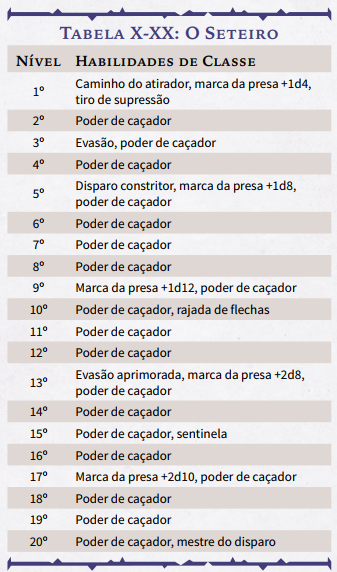 Tabela X-XX: O Seteiro
Nível Habilidades de Classe
1º Caminho do atirador, marca da presa +1d4,
tiro de supressão
2º Poder de caçador
3º Evasão, poder de caçador
4º Poder de caçador
5º Disparo constritor, marca da presa +1d8,
poder de caçador
6º Poder de caçador
7º Poder de caçador
8º Poder de caçador
9º Marca da presa +1d12, poder de caçador
10º Poder de caçador, rajada de flechas
11º Poder de caçador
12º Poder de caçador
13º Evasão aprimorada, marca da presa +2d8,
poder de caçador
14º Poder de caçador
15º Poder de caçador, sentinela
16º Poder de caçador
17º Marca da presa +2d10, poder de caçador
18º Poder de caçador
19º Poder de caçador
20º Poder de caçador, mestre do disparo